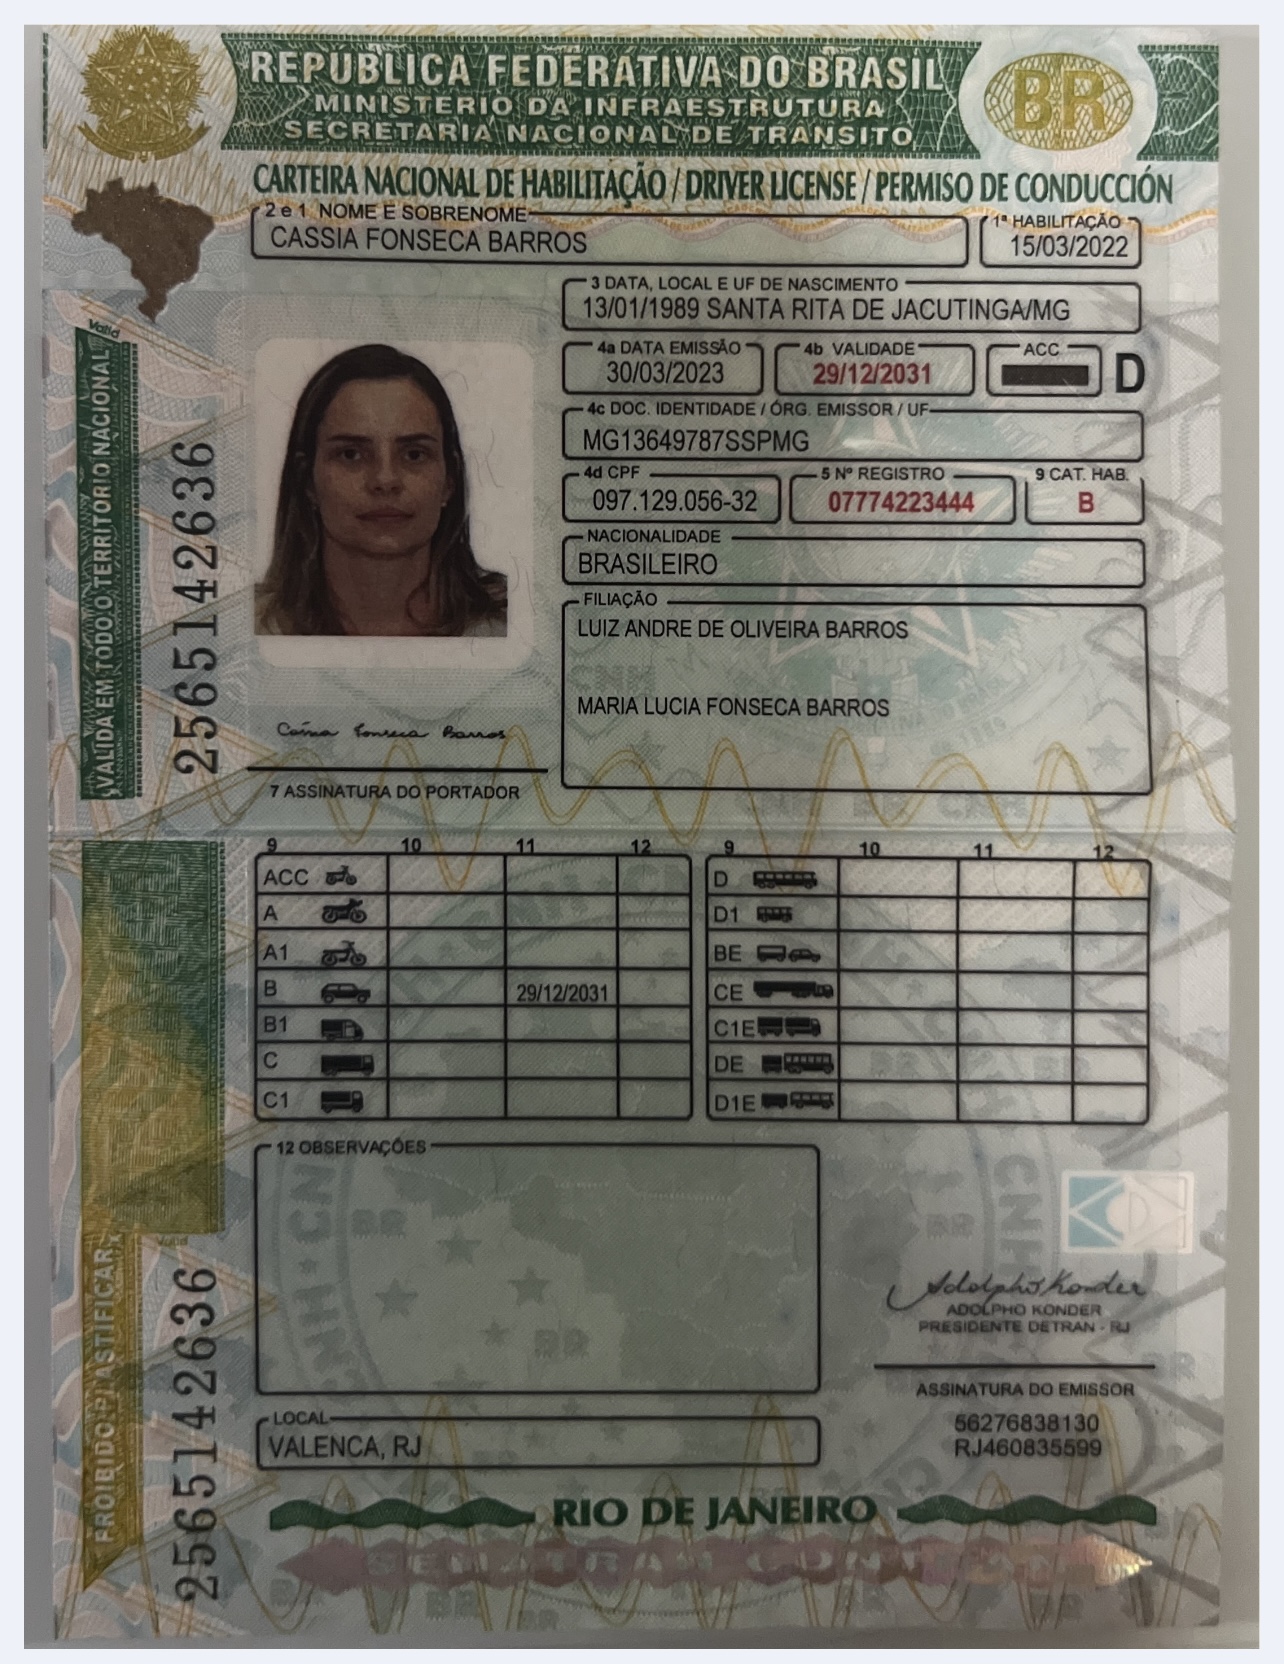 REPÚBLICA FEDERATIVA DO BRASIL
MINISTÉRIO DA INFRAESTRUTURA
SECRETARIA NACIONAL DE TRÂNSITO
BR
CARTEIRA NACIONAL DE HABILITAÇÃO / DRIVER LICENSE / PERMISO DE CONDUCCIÓN
2 e 1 NOME E SOBRENOME
CASSIA FONSECA BARROS
1ª HABILITAÇÃO
15/03/2022
3 DATA, LOCAL E UF DE NASCIMENTO
13/01/1989 SANTA RITA DE JACUTINGA/MG
4a DATA EMISSÃO
30/03/2023
4b VALIDADE
29/12/2031
ACC
D
4c DOC. IDENTIDADE / ÓRG. EMISSOR / UF
MG13649787SSPMG
4d CPF
097.129.056-32
5 Nº REGISTRO
07774223444
9 CAT. HAB.
B
NACIONALIDADE
BRASILEIRO
FILIAÇÃO
LUIZ ANDRE DE OLIVEIRA BARROS
MARIA LUCIA FONSECA BARROS
Valid
VÁLIDA EM TODO O TERRITÓRIO NACIONAL
2565142636
Cássia Fonseca Barros
7 ASSINATURA DO PORTADOR
9 10 11 12
ACC
A
A1
B 29/12/2031
B1
C
C1
9 10 11 12
D
D1
BE
CE
C1E
DE
D1E
12 OBSERVAÇÕES
Valid
PROIBIDO PLASTIFICAR
2565142636
Adolpho Konder
ADOLPHO KONDER
PRESIDENTE DETRAN - RJ
ASSINATURA DO EMISSOR
56276838130
RJ460835599
LOCAL
VALENCA, RJ
RIO DE JANEIRO